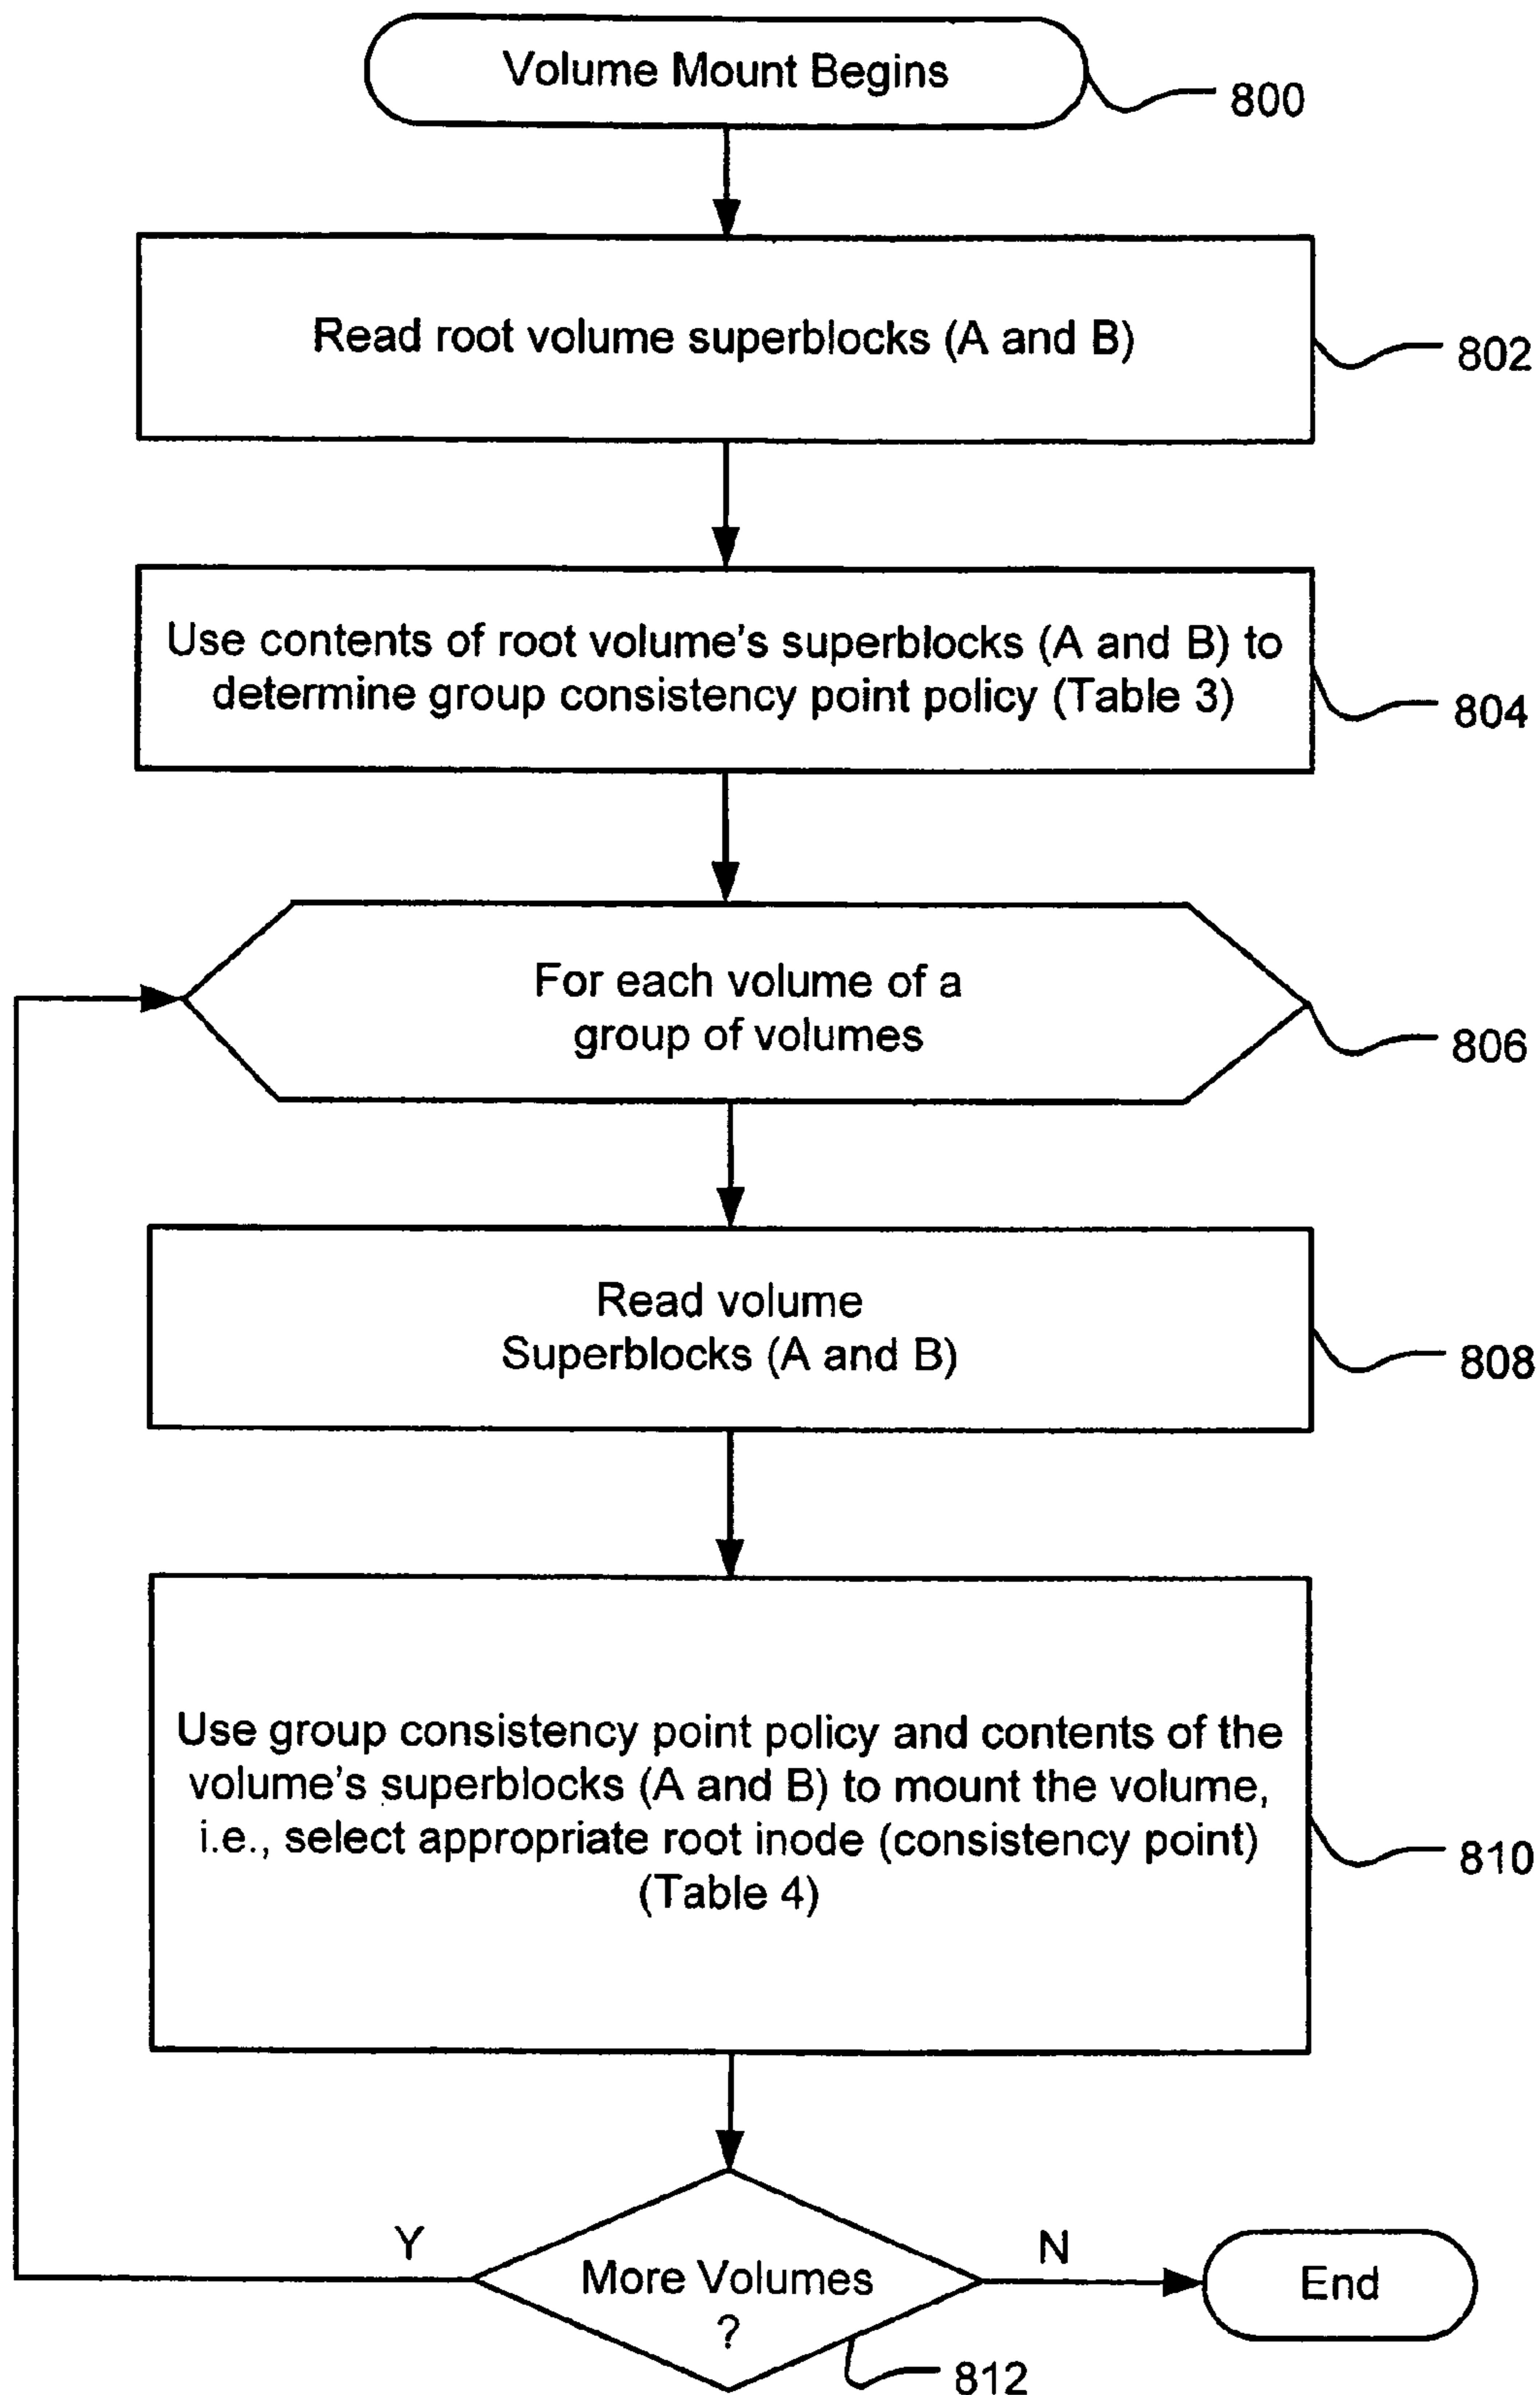 Volume Mount Begins
800
Read root volume superblocks (A and B)
802
Use contents of root volume's superblocks (A and B) to
determine group consistency point policy (Table 3)
804
For each volume of a
group of volumes
806
Read volume
Superblocks (A and B)
808
Use group consistency point policy and contents of the
volume's superblocks (A and B) to mount the volume,
i.e., select appropriate root inode (consistency point)
(Table 4)
810
Y
More Volumes
?
N
End
812